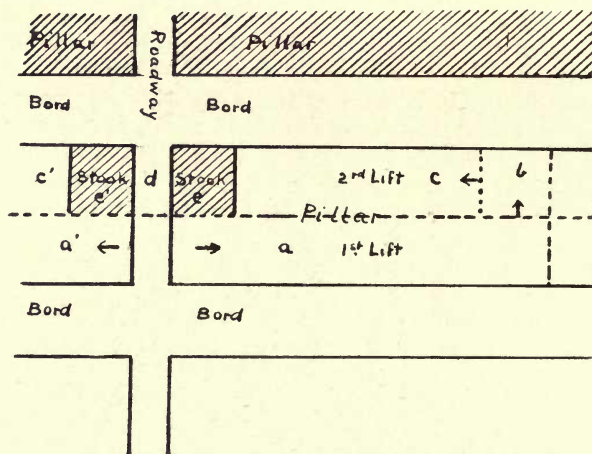 Pillar
Roadway
Pillar
Bord
Bord
c'
Stook e'
d
Stook e
2nd Lift
c
b
Pillar
a'
a
1st Lift
Bord
Bord